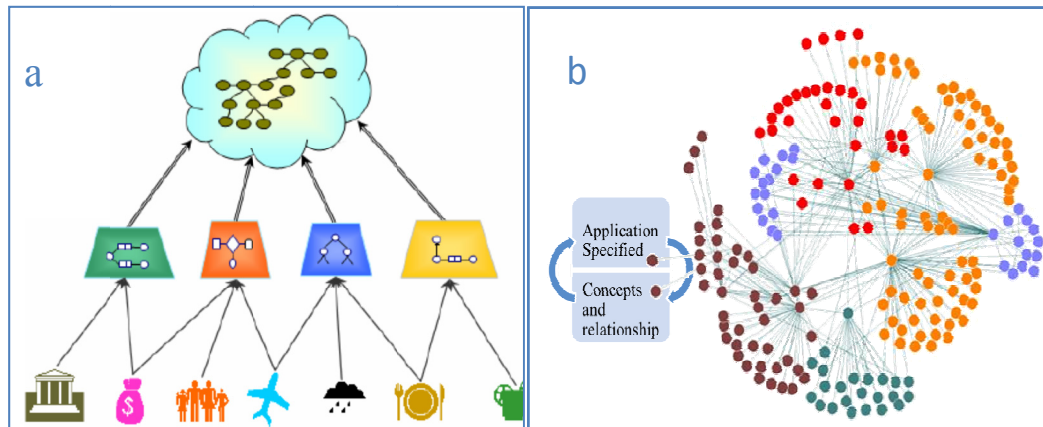 a
b
Application
Specified
Concepts
and
relationship
$